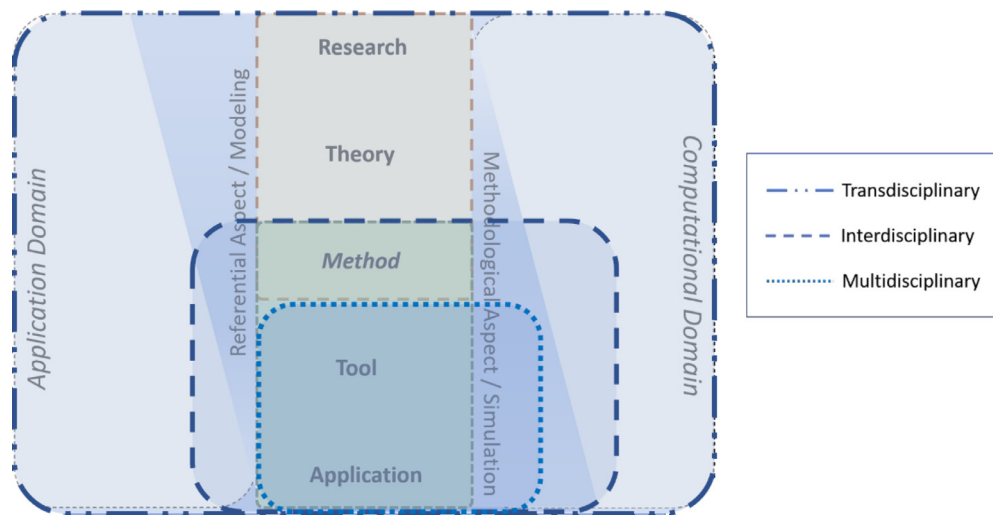 Research
Theory
Method
Tool
Application
Application Domain
Referential Aspect / Modeling
Methodological Aspect / Simulation
Computational Domain
Transdisciplinary
Interdisciplinary
Multidisciplinary